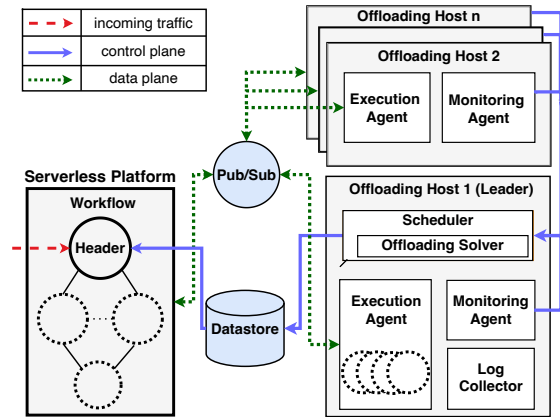 incoming traffic
control plane
data plane
Offloading Host n
Offloading Host 2
Execution
Agent
Monitoring
Agent
Pub/Sub
Serverless Platform
Workflow
Header
Datastore
Offloading Host 1 (Leader)
Scheduler
Offloading Solver
Execution
Agent
Monitoring
Agent
Log
Collector